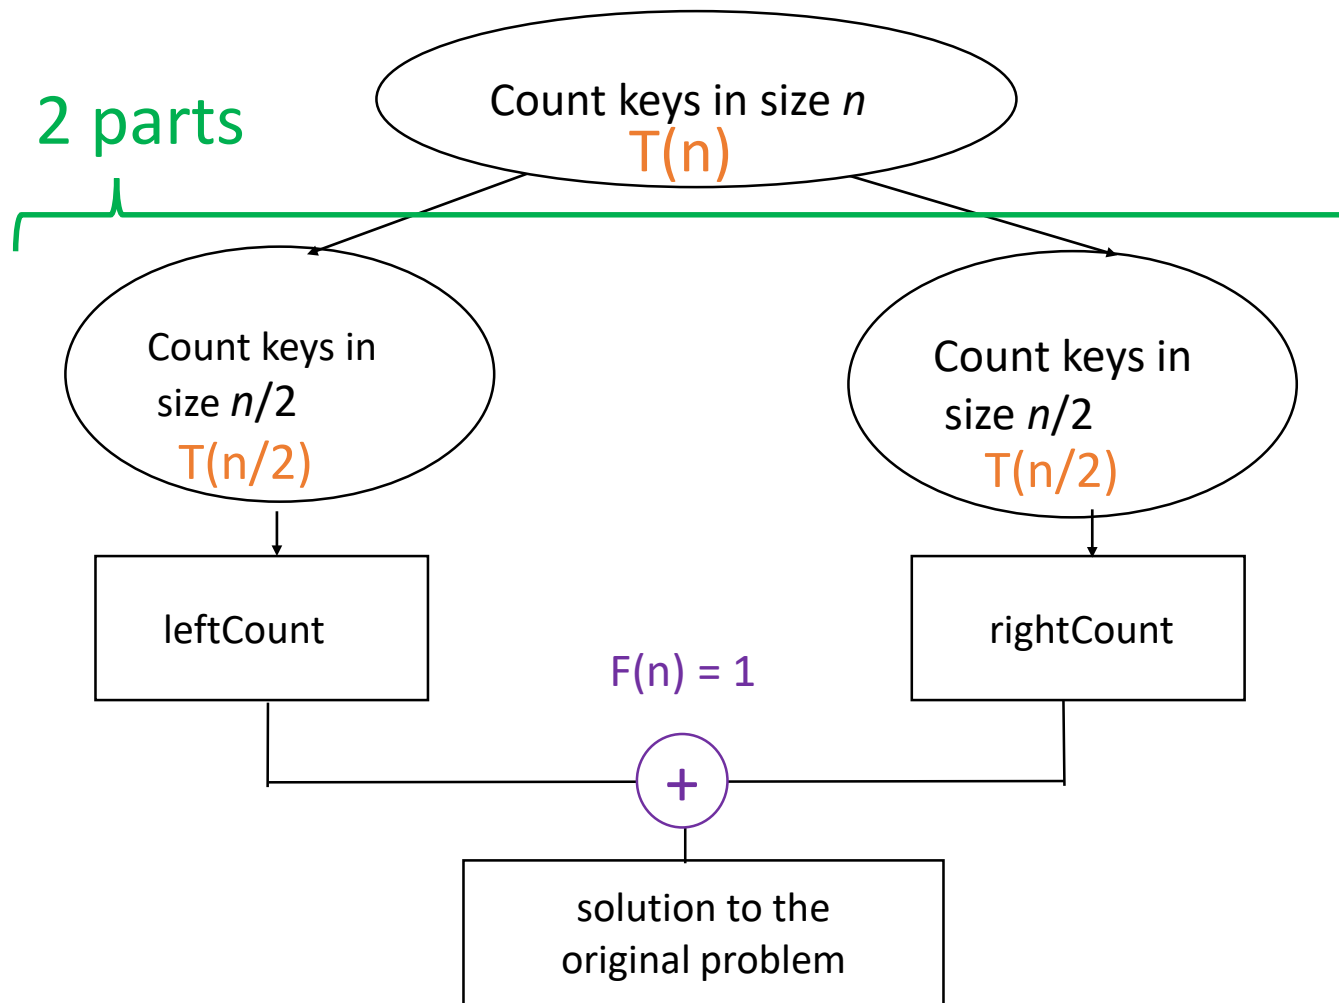 Count keys in size n
T(n)
2 parts
Count keys in
size n/2
T(n/2)
Count keys in
size n/2
T(n/2)
leftCount
rightCount
F(n) = 1
+
solution to the
original problem